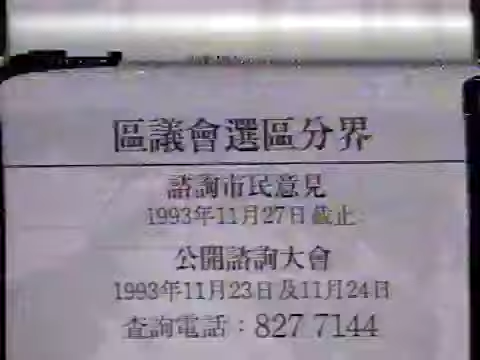 區議會選區分界
諮詢市民意見
1993年11月27日截止
公開諮詢大會
1993年11月23日及11月24日
查詢電話：827 7144